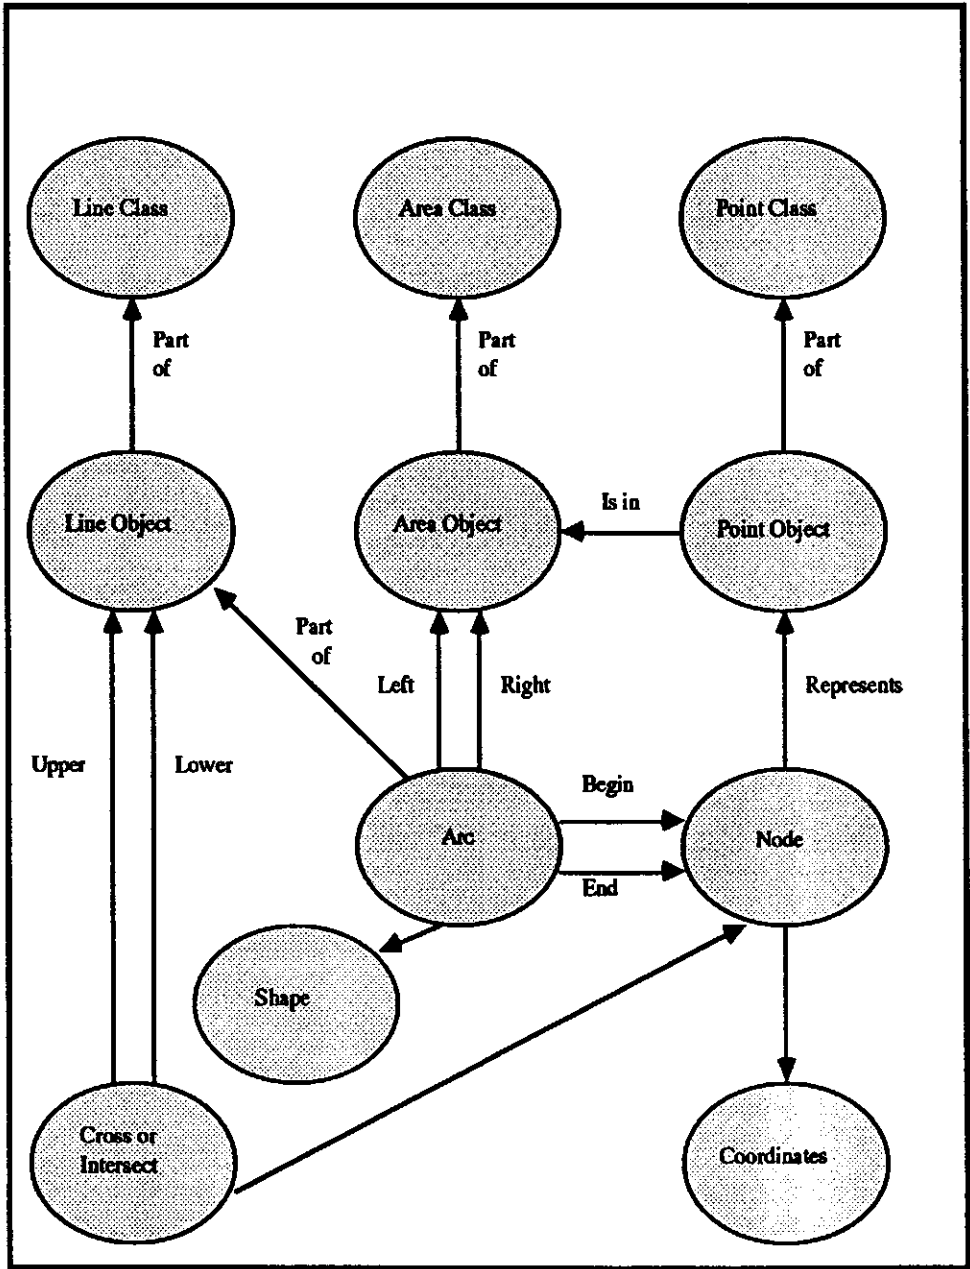 Line Class
Area Class
Point Class
Part
of
Part
of
Part
of
Line Object
Area Object
Is in
Point Object
Part
of
Left
Right
Represents
Upper
Lower
Begin
Arc
Node
End
Shape
Cross or
Intersect
Coordinates